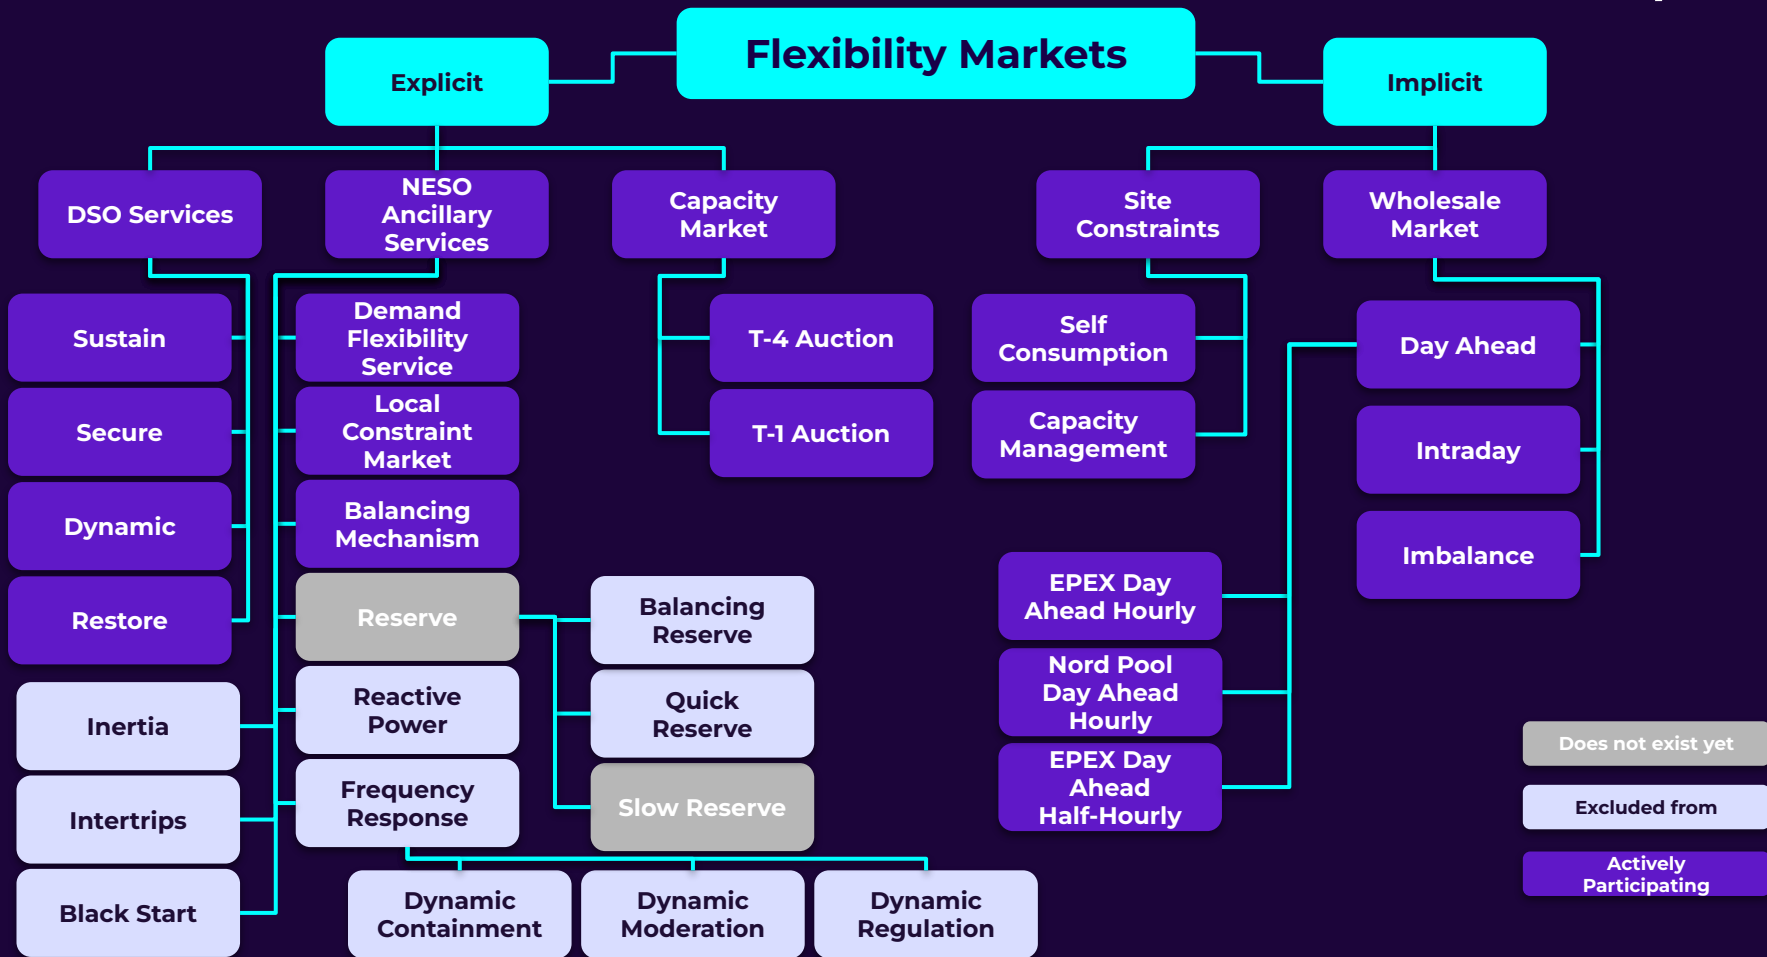 Flexibility Markets
Explicit
Implicit
DSO Services
NESO
Ancillary
Services
Capacity
Market
Site
Constraints
Wholesale
Market
Sustain
Secure
Dynamic
Restore
Demand
Flexibility
Service
Local
Constraint
Market
Balancing
Mechanism
Reserve
Reactive
Power
Frequency
Response
Inertia
Intertrips
Black Start
Balancing
Reserve
Quick
Reserve
Slow Reserve
Dynamic
Containment
Dynamic
Moderation
Dynamic
Regulation
T-4 Auction
T-1 Auction
Self
Consumption
Capacity
Management
Day Ahead
Intraday
Imbalance
EPEX Day
Ahead Hourly
Nord Pool
Day Ahead
Hourly
EPEX Day
Ahead
Half-Hourly
Does not exist yet
Excluded from
Actively
Participating